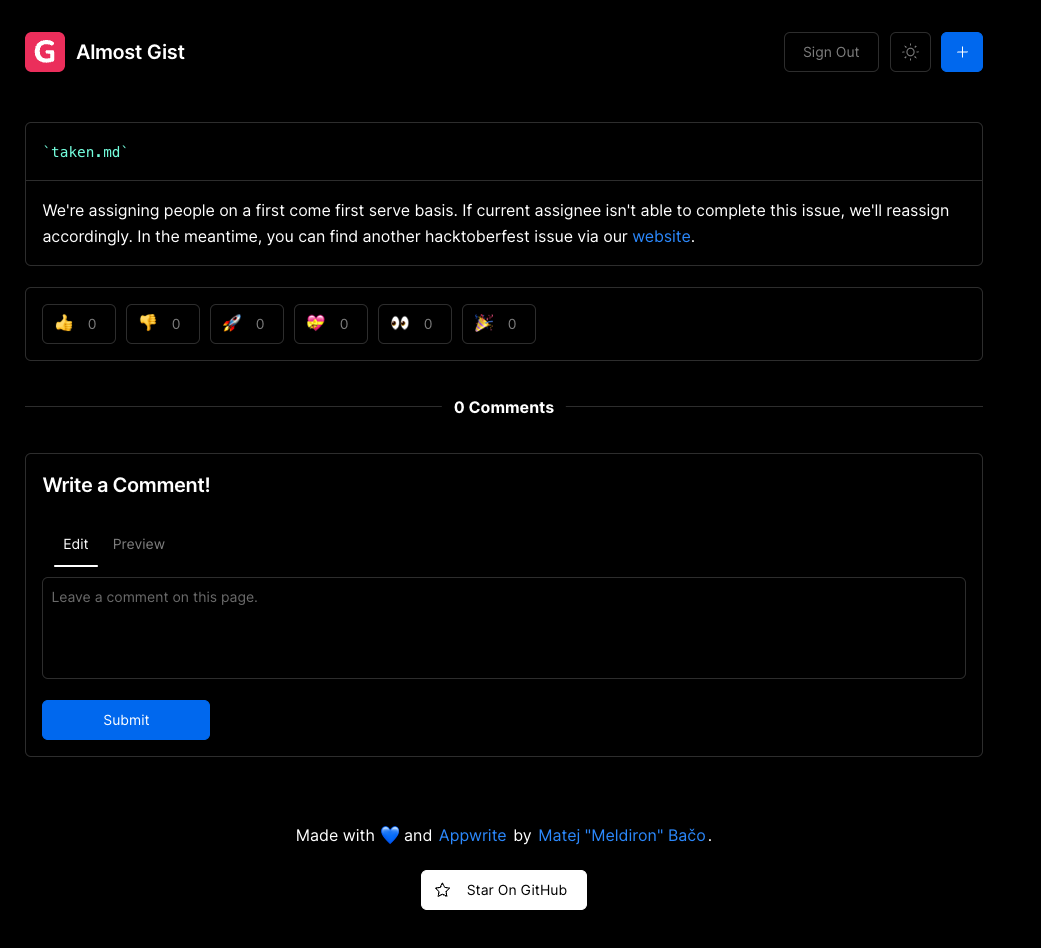 G Almost Gist
Sign Out
+
`taken.md`
We're assigning people on a first come first serve basis. If current assignee isn't able to complete this issue, we'll reassign
accordingly. In the meantime, you can find another hacktoberfest issue via our website.
👍 0 👎 0 🚀 0 💝 0 👀 0 🎉 0
0 Comments
Write a Comment!
Edit Preview
Leave a comment on this page.
Submit
Made with 💙 and Appwrite by Matej "Meldiron" Bačo.
Star On GitHub